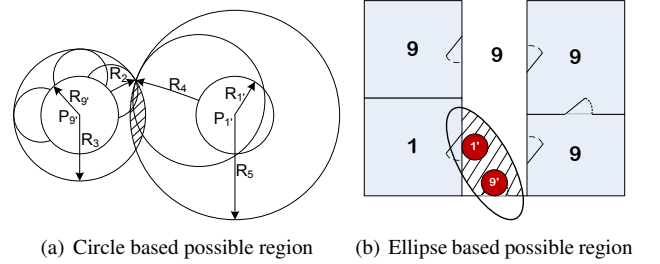 R2
R4
R9'
R1'
P9'
P1'
R3
R5
9
9
9
1
9
1'
9'
(a) Circle based possible region
(b) Ellipse based possible region